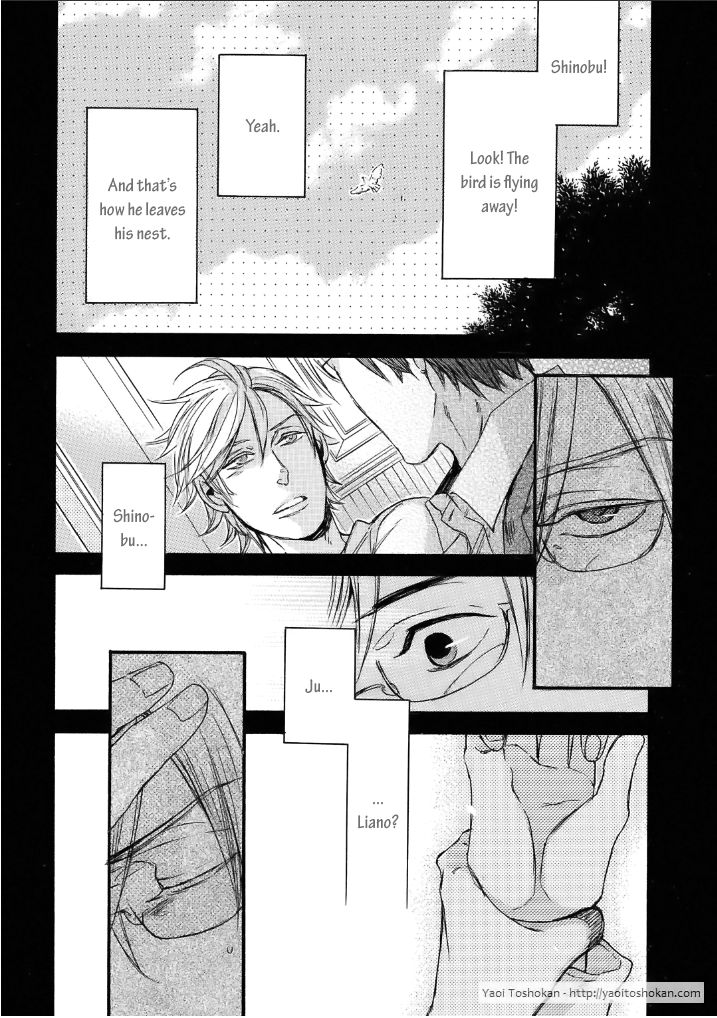 Shinobu!
Look! The
bird is flying
away!
Yeah.
And that's
how he leaves
his nest.
Shino-
bu...
Ju...
...
Liano?
Yaoi Toshokan - http://yaoitoshokan.com